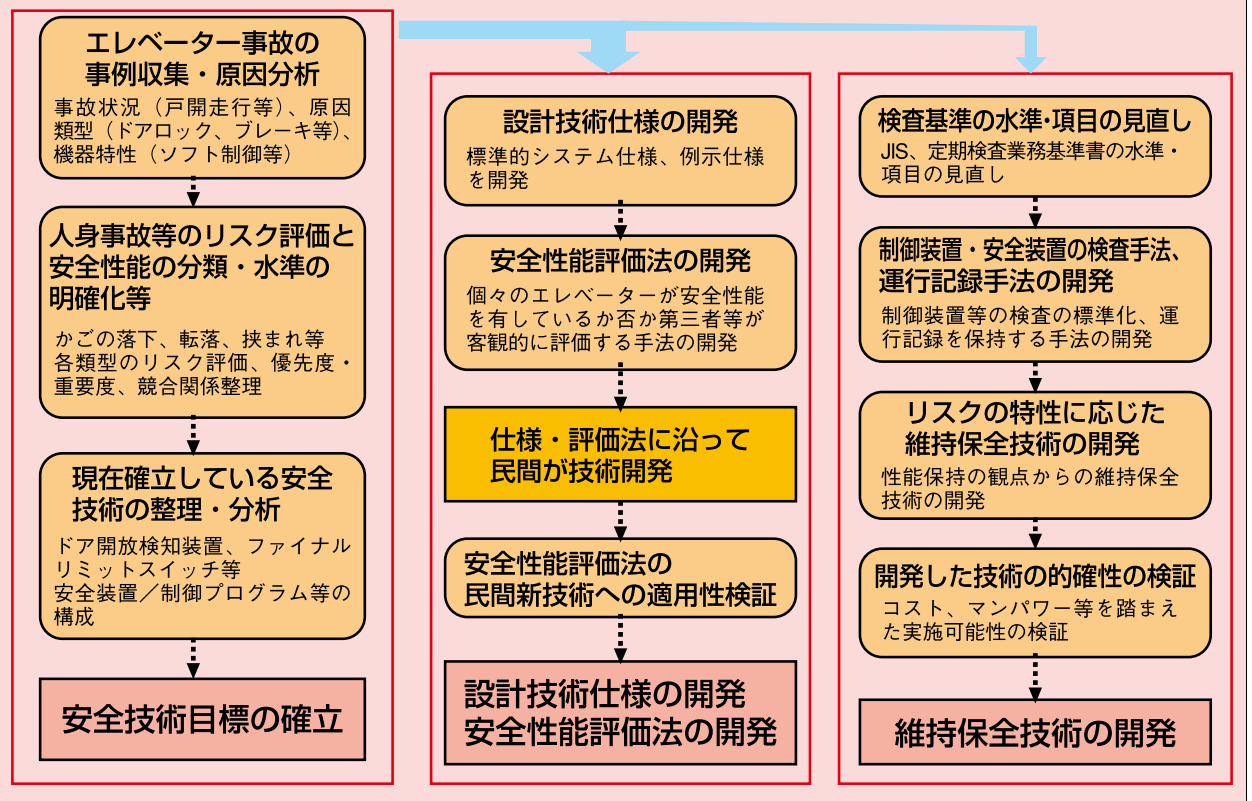 エレベーター事故の
事例収集・原因分析
事故状況（戸開走行等）、原因
類型（ドアロック、ブレーキ等）、
機器特性（ソフト制御等）
人身事故等のリスク評価と
安全性能の分類・水準の
明確化等
かごの落下、転落、挟まれ等
各類型のリスク評価、優先度・
重要度、競合関係整理
現在確立している安全
技術の整理・分析
ドア開放検知装置、ファイナル
リミットスイッチ等
安全装置／制御プログラム等の
構成
安全技術目標の確立
設計技術仕様の開発
標準的システム仕様、例示仕様
を開発
安全性能評価法の開発
個々のエレベーターが安全性能
を有しているか否か第三者等が
客観的に評価する手法の開発
仕様・評価法に沿って
民間が技術開発
安全性能評価法の
民間新技術への適用性検証
設計技術仕様の開発
安全性能評価法の開発
検査基準の水準・項目の見直し
JIS、定期検査業務基準書の水準・
項目の見直し
制御装置・安全装置の検査手法、
運行記録手法の開発
制御装置等の検査の標準化、運
行記録を保持する手法の開発
リスクの特性に応じた
維持保全技術の開発
性能保持の観点からの維持保全
技術の開発
開発した技術の的確性の検証
コスト、マンパワー等を踏まえ
た実施可能性の検証
維持保全技術の開発